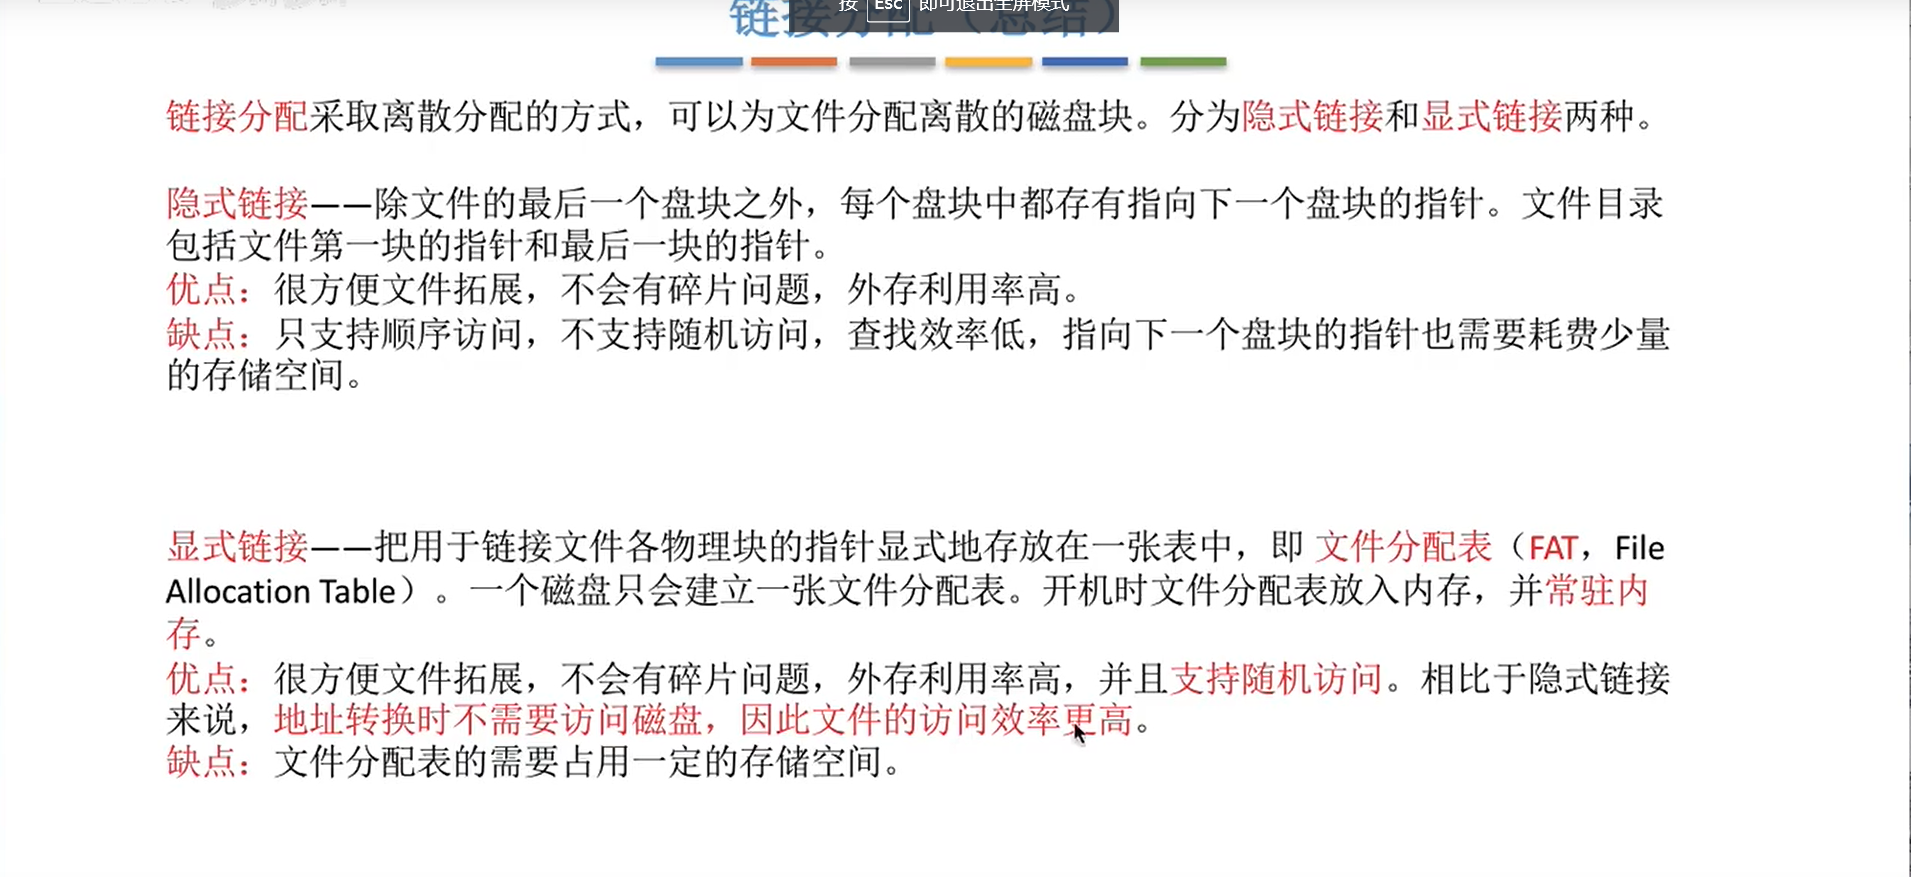 按 Esc 即可退出全屏模式
链接分配（总结）
链接分配采取离散分配的方式，可以为文件分配离散的磁盘块。分为隐式链接和显式链接两种。
隐式链接——除文件的最后一个盘块之外，每个盘块中都存有指向下一个盘块的指针。文件目录
包括文件第一块的指针和最后一块的指针。
优点：很方便文件拓展，不会有碎片问题，外存利用率高。
缺点：只支持顺序访问，不支持随机访问，查找效率低，指向下一个盘块的指针也需要耗费少量
的存储空间。
显式链接——把用于链接文件各物理块的指针显式地存放在一张表中，即 文件分配表（FAT，File
Allocation Table）。一个磁盘只会建立一张文件分配表。开机时文件分配表放入内存，并常驻内
存。
优点：很方便文件拓展，不会有碎片问题，外存利用率高，并且支持随机访问。相比于隐式链接
来说，地址转换时不需要访问磁盘，因此文件的访问效率更高。
缺点：文件分配表的需要占用一定的存储空间。